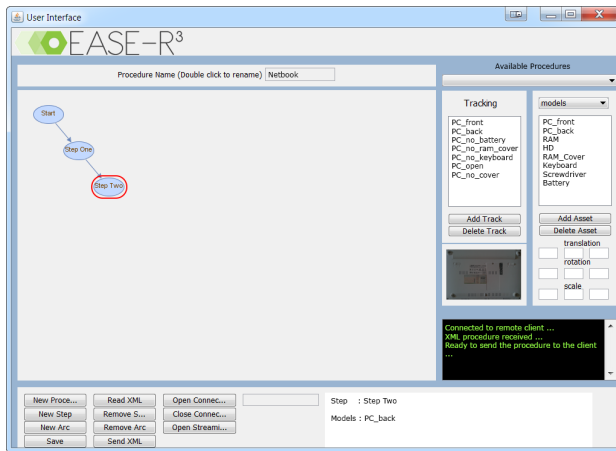 User Interface
EASE-R3
Available Procedures
Procedure Name (Double click to rename) Netbook
Start
Step One
Step Two
Tracking
PC_front
PC_back
PC_no_battery
PC_no_ram_cover
PC_no_keyboard
PC_open
PC_no_cover
Add Track
Delete Track
models
PC_front
PC_back
RAM
HD
RAM_Cover
Keyboard
Screwdriver
Battery
Add Asset
Delete Asset
translation
rotation
scale
Connected to remote client ...
XML procedure received ...
Ready to send the procedure to the client
...
New Proce... Read XML Open Connec...
New Step Remove S... Close Connec...
New Arc Remove Arc Open Streami...
Save Send XML
Step : Step Two
Models : PC_back